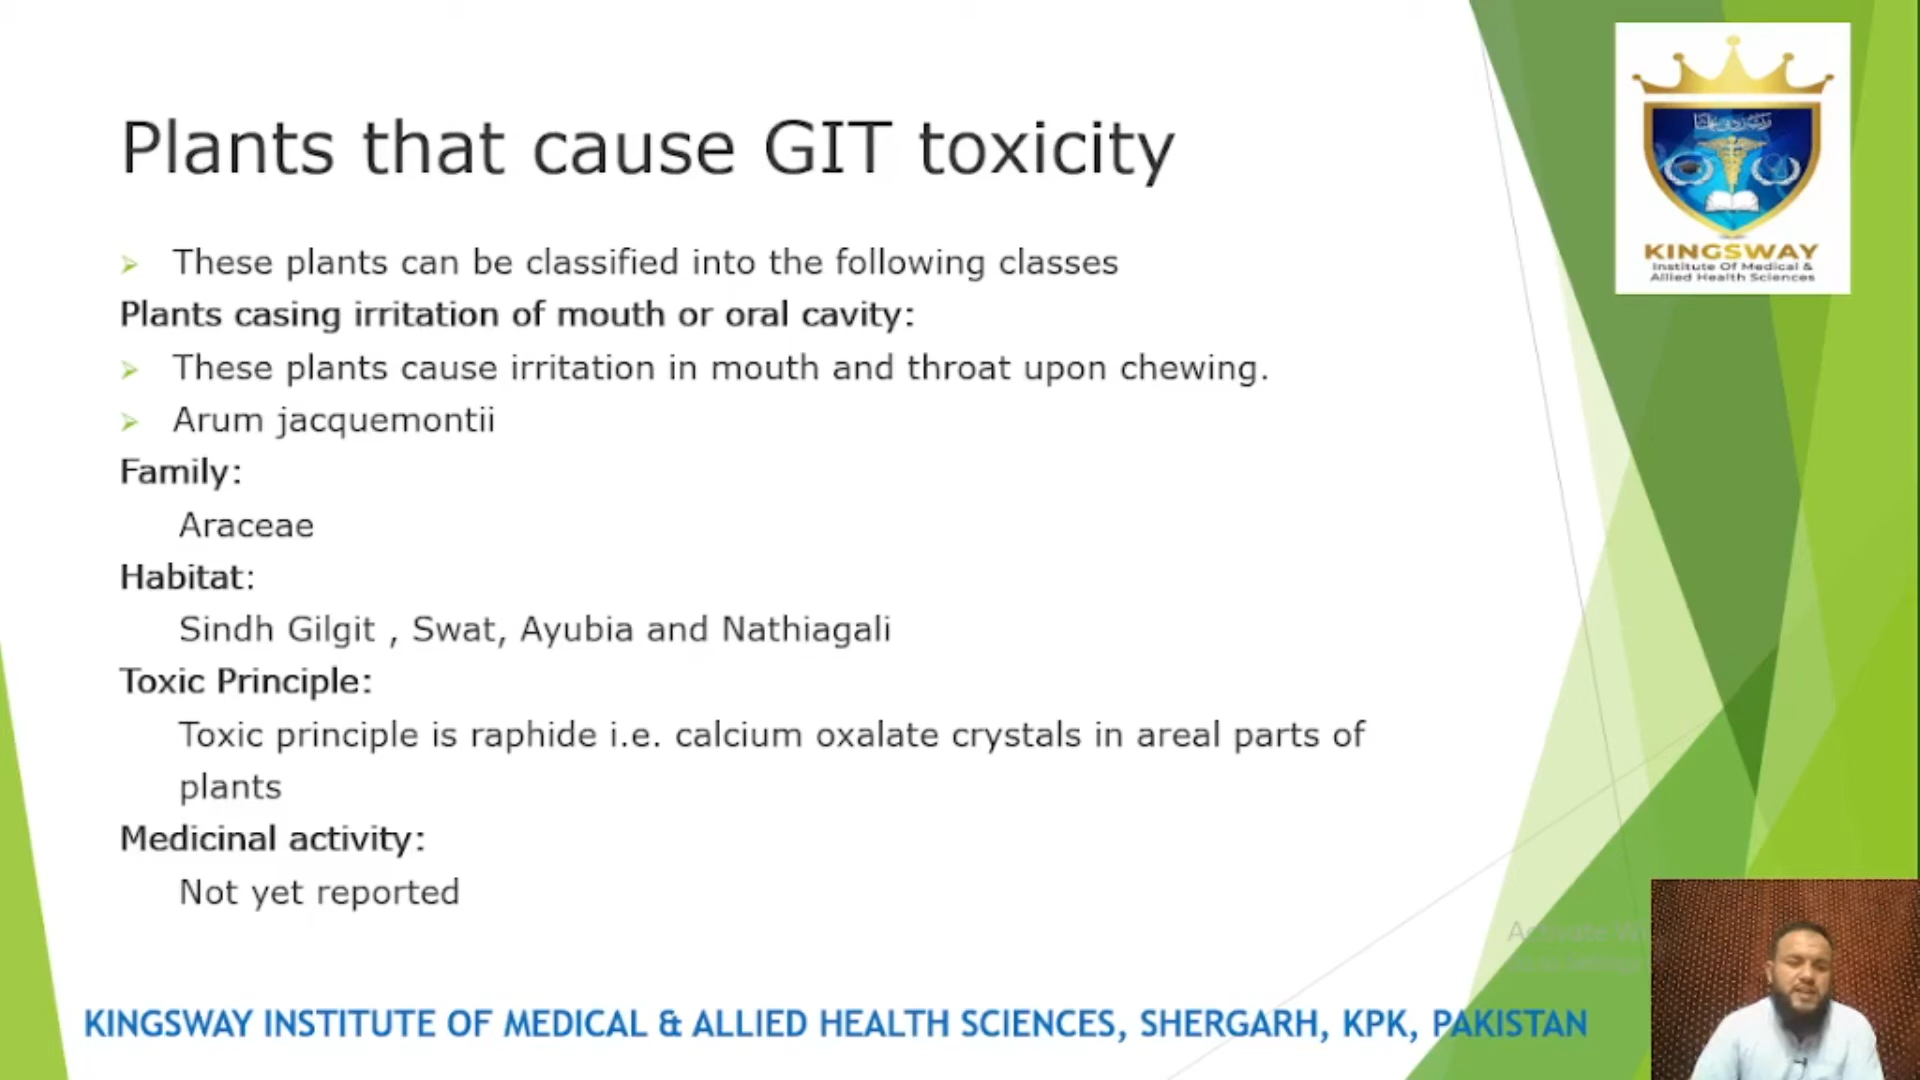 Plants that cause GIT toxicity
These plants can be classified into the following classes
Plants casing irritation of mouth or oral cavity:
These plants cause irritation in mouth and throat upon chewing.
Arum jacquemontii
Family:
Araceae
Habitat:
Sindh Gilgit , Swat, Ayubia and Nathiagali
Toxic Principle:
Toxic principle is raphide i.e. calcium oxalate crystals in areal parts of
plants
Medicinal activity:
Not yet reported
KINGSWAY INSTITUTE OF MEDICAL & ALLIED HEALTH SCIENCES, SHERGARH, KPK, PAKISTAN
KINGSWAY
Institute Of Medical &
Allied Health Sciences
Activate